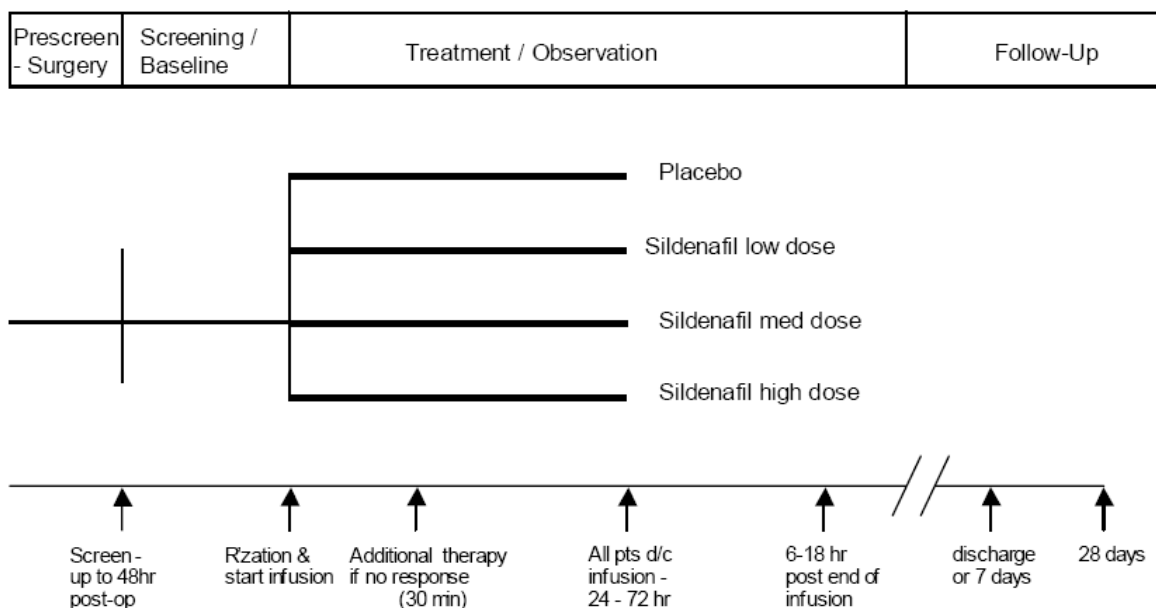 Prescreen
- Surgery
Screening /
Baseline
Treatment / Observation
Follow-Up
Placebo
Sildenafil low dose
Sildenafil med dose
Sildenafil high dose
Screen -
up to 48hr
post-op
R'zation &
start infusion
Additional therapy
if no response
(30 min)
All pts d/c
infusion -
24 - 72 hr
6-18 hr
post end of
infusion
discharge
or 7 days
28 days